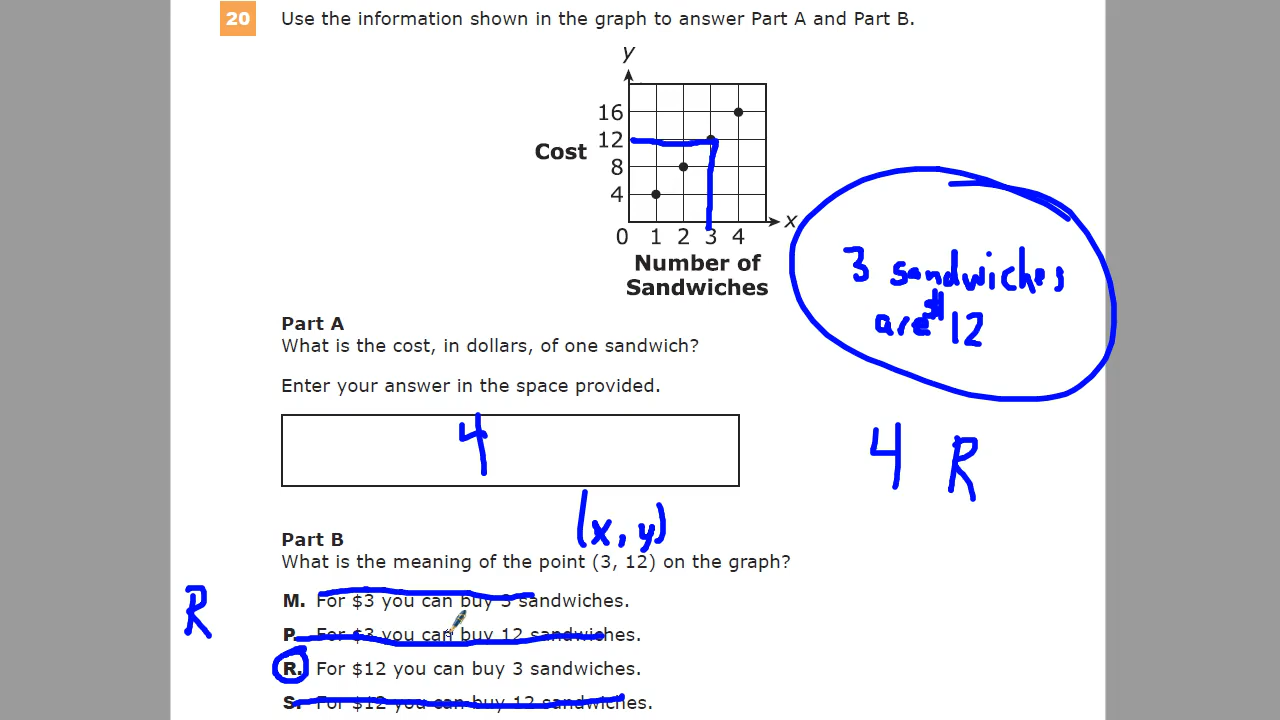 20 Use the information shown in the graph to answer Part A and Part B.
y
16
12
8
4
Cost
x
0 1 2 3 4
Number of
Sandwiches
3 sandwiches
are $12
Part A
What is the cost, in dollars, of one sandwich?
Enter your answer in the space provided.
4
4 R
(x, y)
Part B
What is the meaning of the point (3, 12) on the graph?
M. For $3 you can buy 3 sandwiches.
R
P. For $3 you can buy 12 sandwiches.
R. For $12 you can buy 3 sandwiches.
S. For $12 you can buy 12 sandwiches.